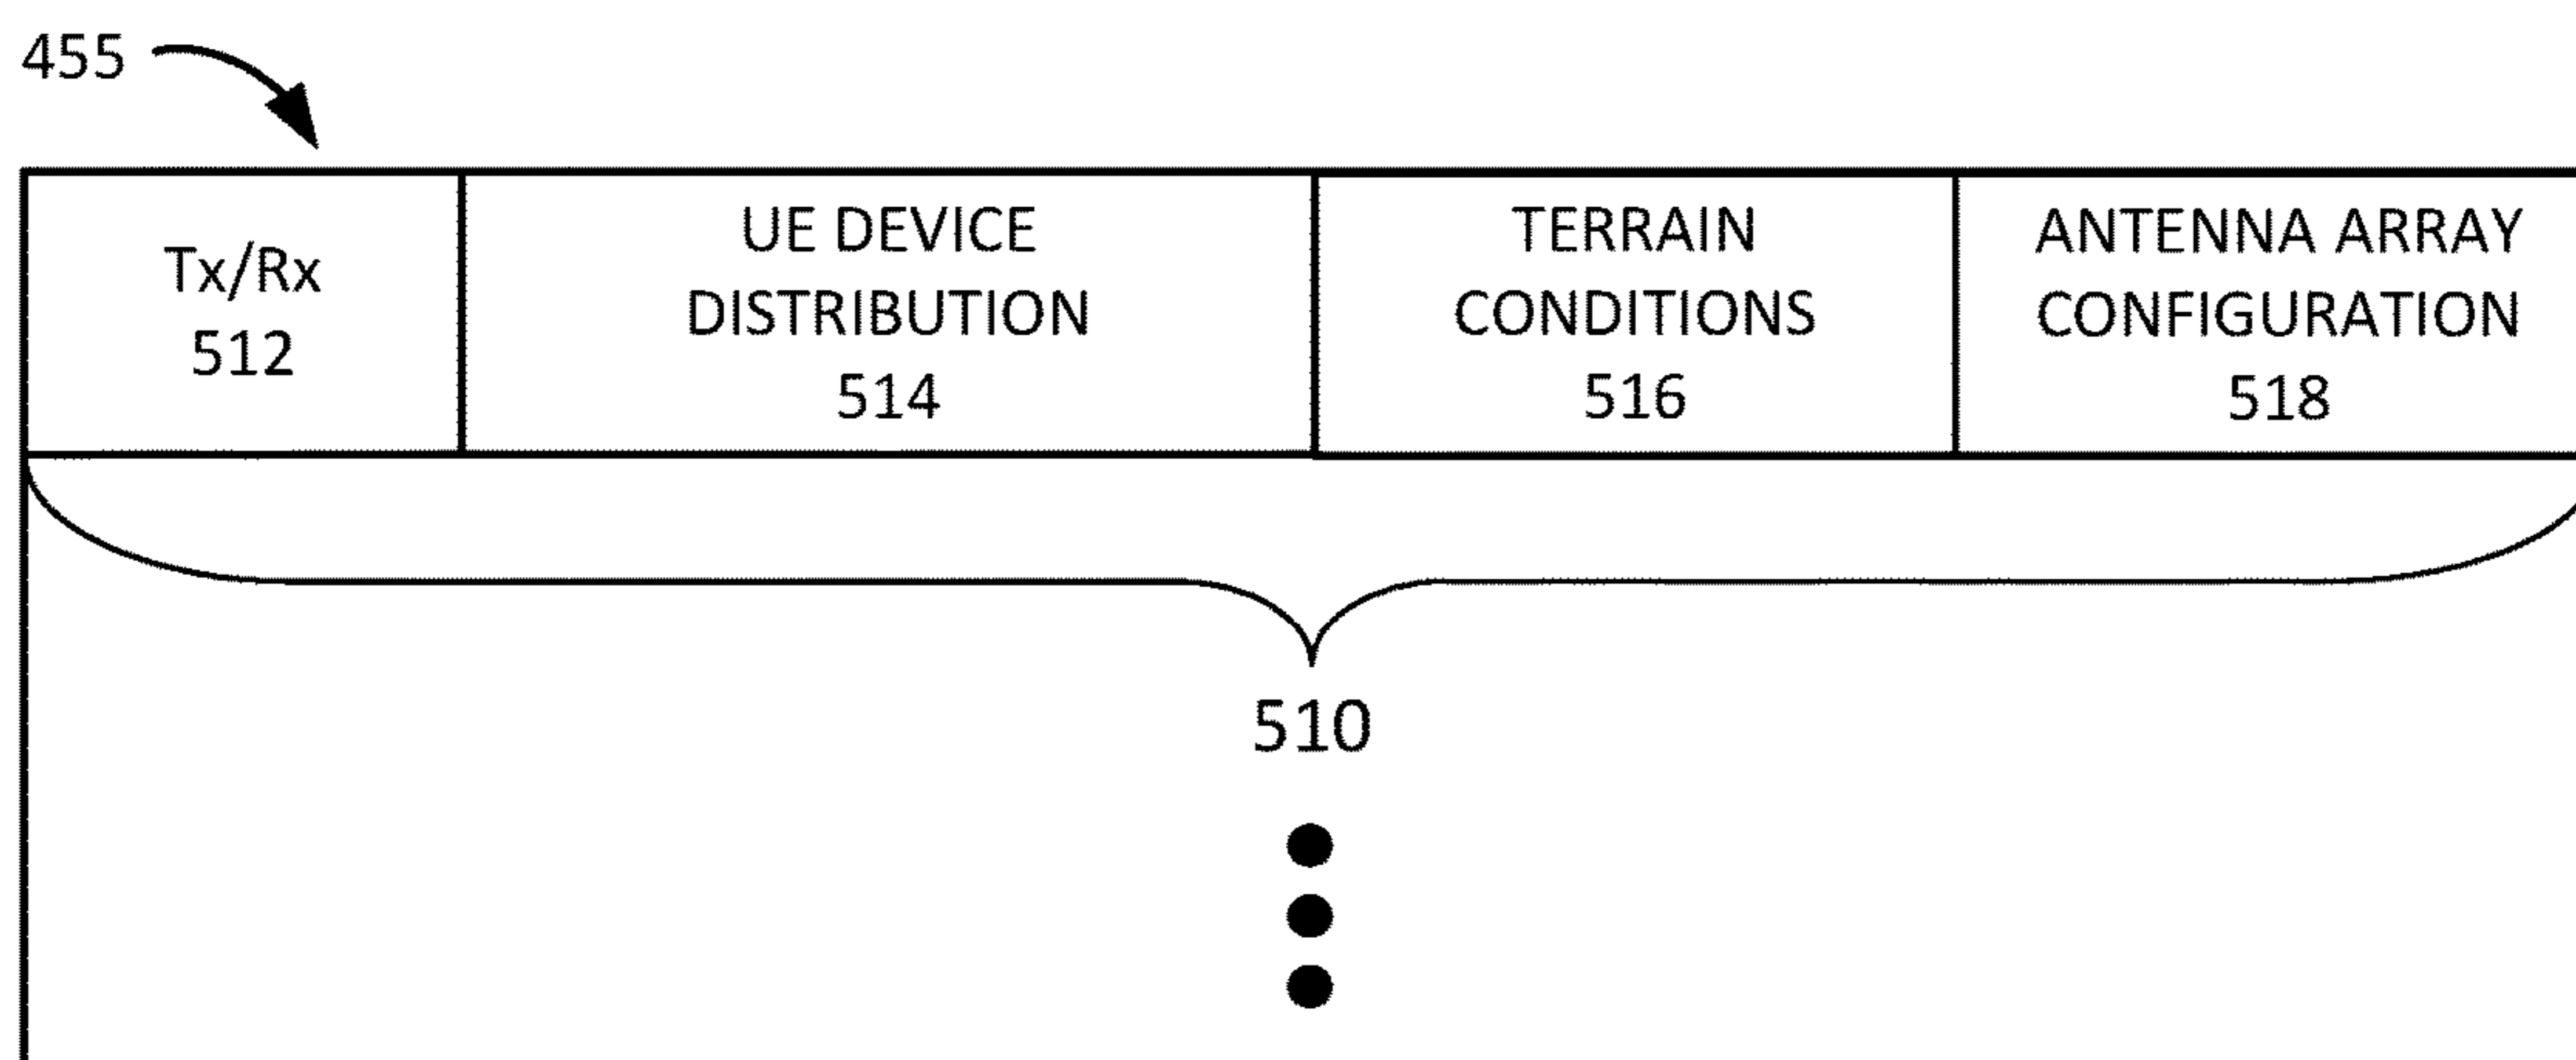 455
Tx/Rx
512
UE DEVICE
DISTRIBUTION
514
TERRAIN
CONDITIONS
516
ANTENNA ARRAY
CONFIGURATION
518
510